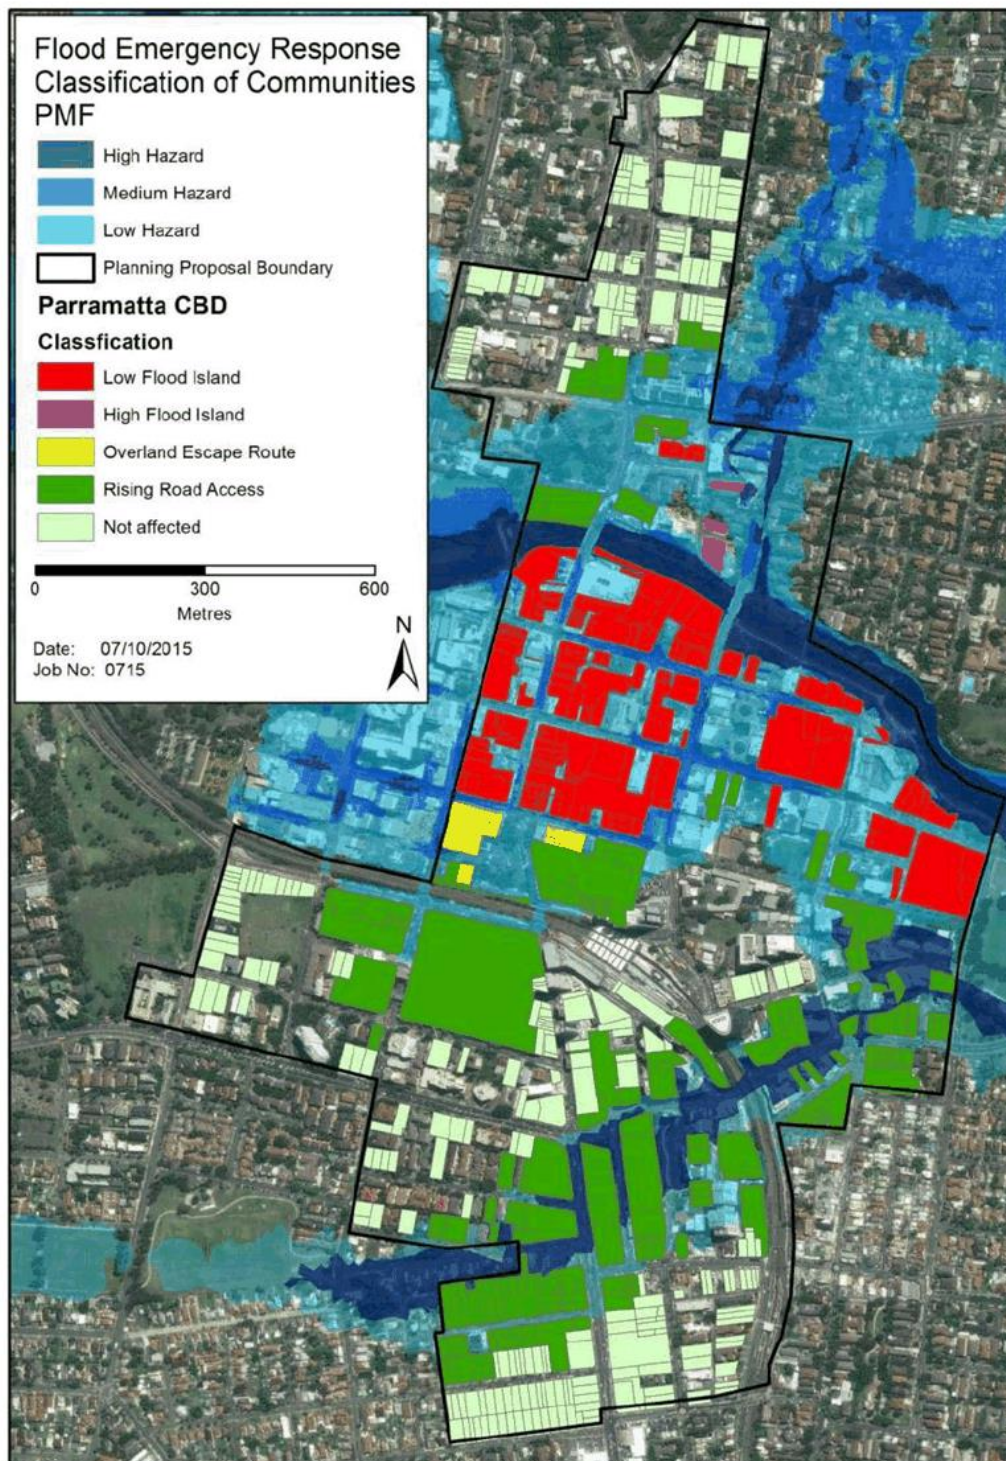 Flood Emergency Response
Classification of Communities
PMF
High Hazard
Medium Hazard
Low Hazard
Planning Proposal Boundary
Parramatta CBD
Classfication
Low Flood Island
High Flood Island
Overland Escape Route
Rising Road Access
Not affected
0 300 600
Metres
N
Date: 07/10/2015
Job No: 0715